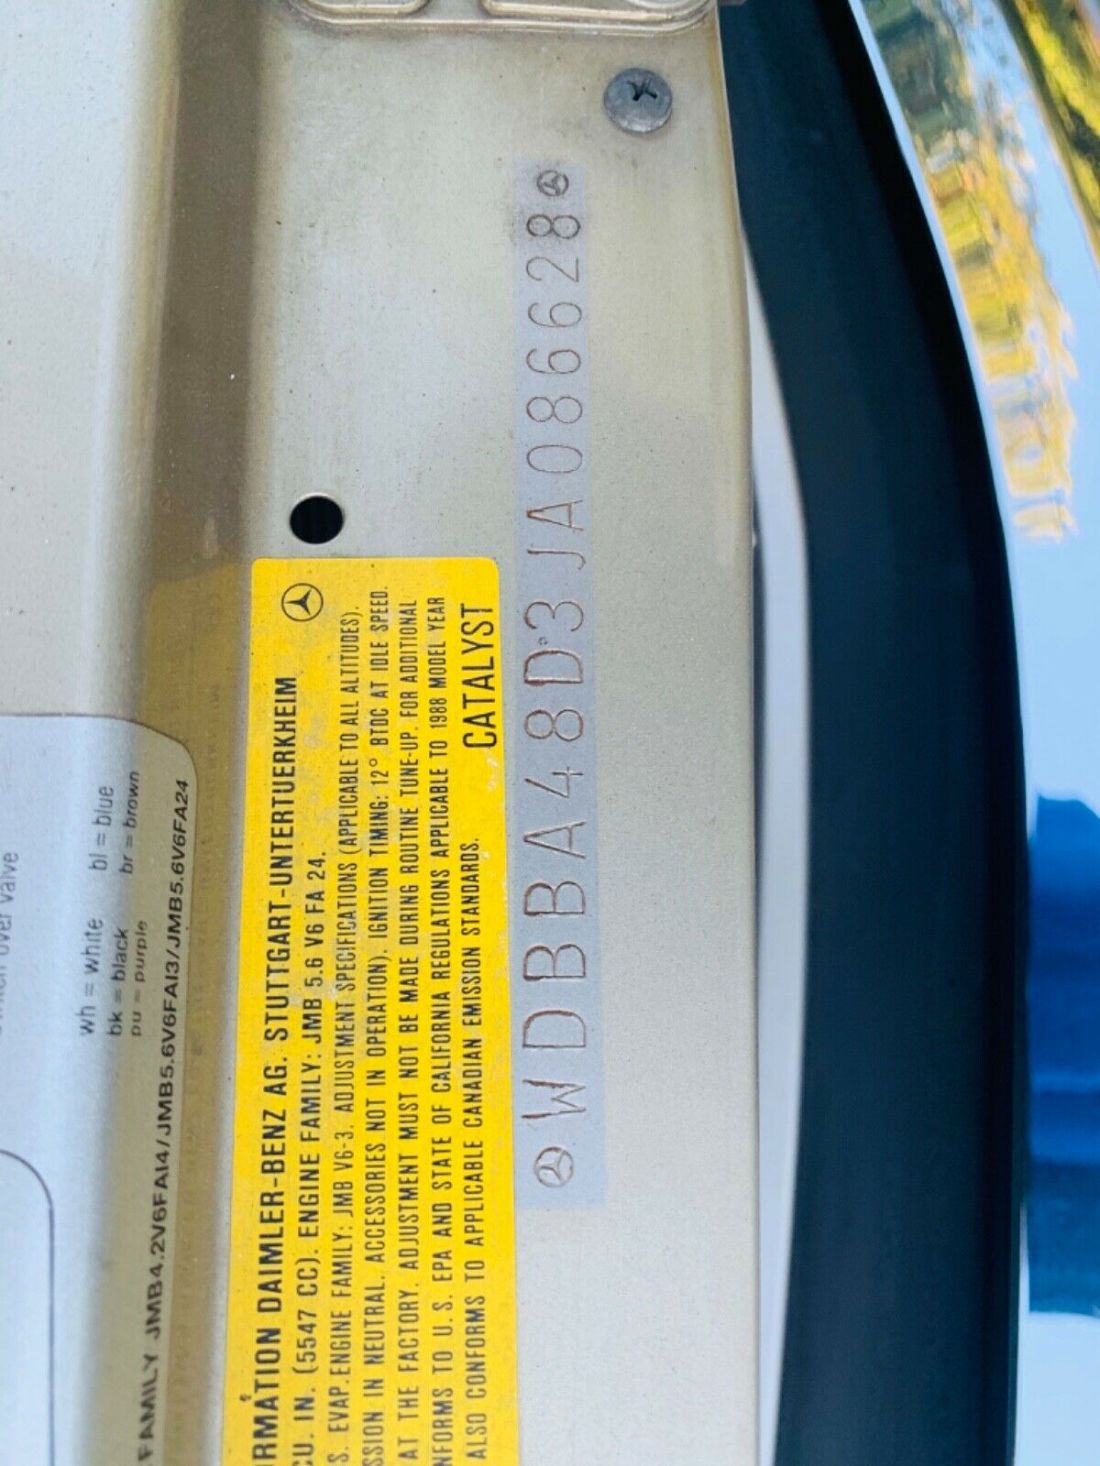 which over valve
wh = white bl = blue
bk = black br = brown
pu = purple
FAMILY JMB4.2V6FAI4/JMB5.6V6FAI3/JMB5.6V6FA24
RMATION DAIMLER-BENZ AG. STUTTGART-UNTERTUERKHEIM
CU. IN. (5547 CC). ENGINE FAMILY: JMB 5.6 V6 FA 24.
S. EVAP.ENGINE FAMILY: JMB V6-3. ADJUSTMENT SPECIFICATIONS (APPLICABLE TO ALL ALTITUDES).
SSION IN NEUTRAL. ACCESSORIES NOT IN OPERATION). IGNITION TIMING: 12° BTDC AT IDLE SPEED.
AT THE FACTORY. ADJUSTMENT MUST NOT BE MADE DURING ROUTINE TUNE-UP. FOR ADDITIONAL
NFORMS TO U.S. EPA AND STATE OF CALIFORNIA REGULATIONS APPLICABLE TO 1988 MODEL YEAR
ALSO CONFORMS TO APPLICABLE CANADIAN EMISSION STANDARDS.
CATALYST
WDBBA48D3JA086628